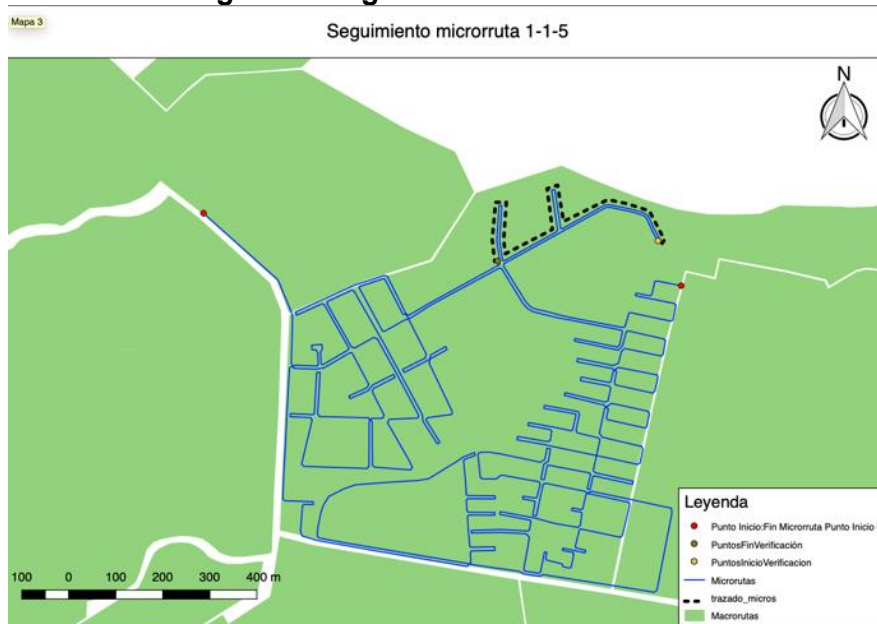 Mapa 3
Seguimiento microrruta 1-1-5
N
Leyenda
Punto Inicio:Fin Microrruta Punto Inicio
PuntosFinVerificación
PuntosInicioVerificacion
Microrutas
trazado_micros
Macrorutas
100 0 100 200 300 400 m